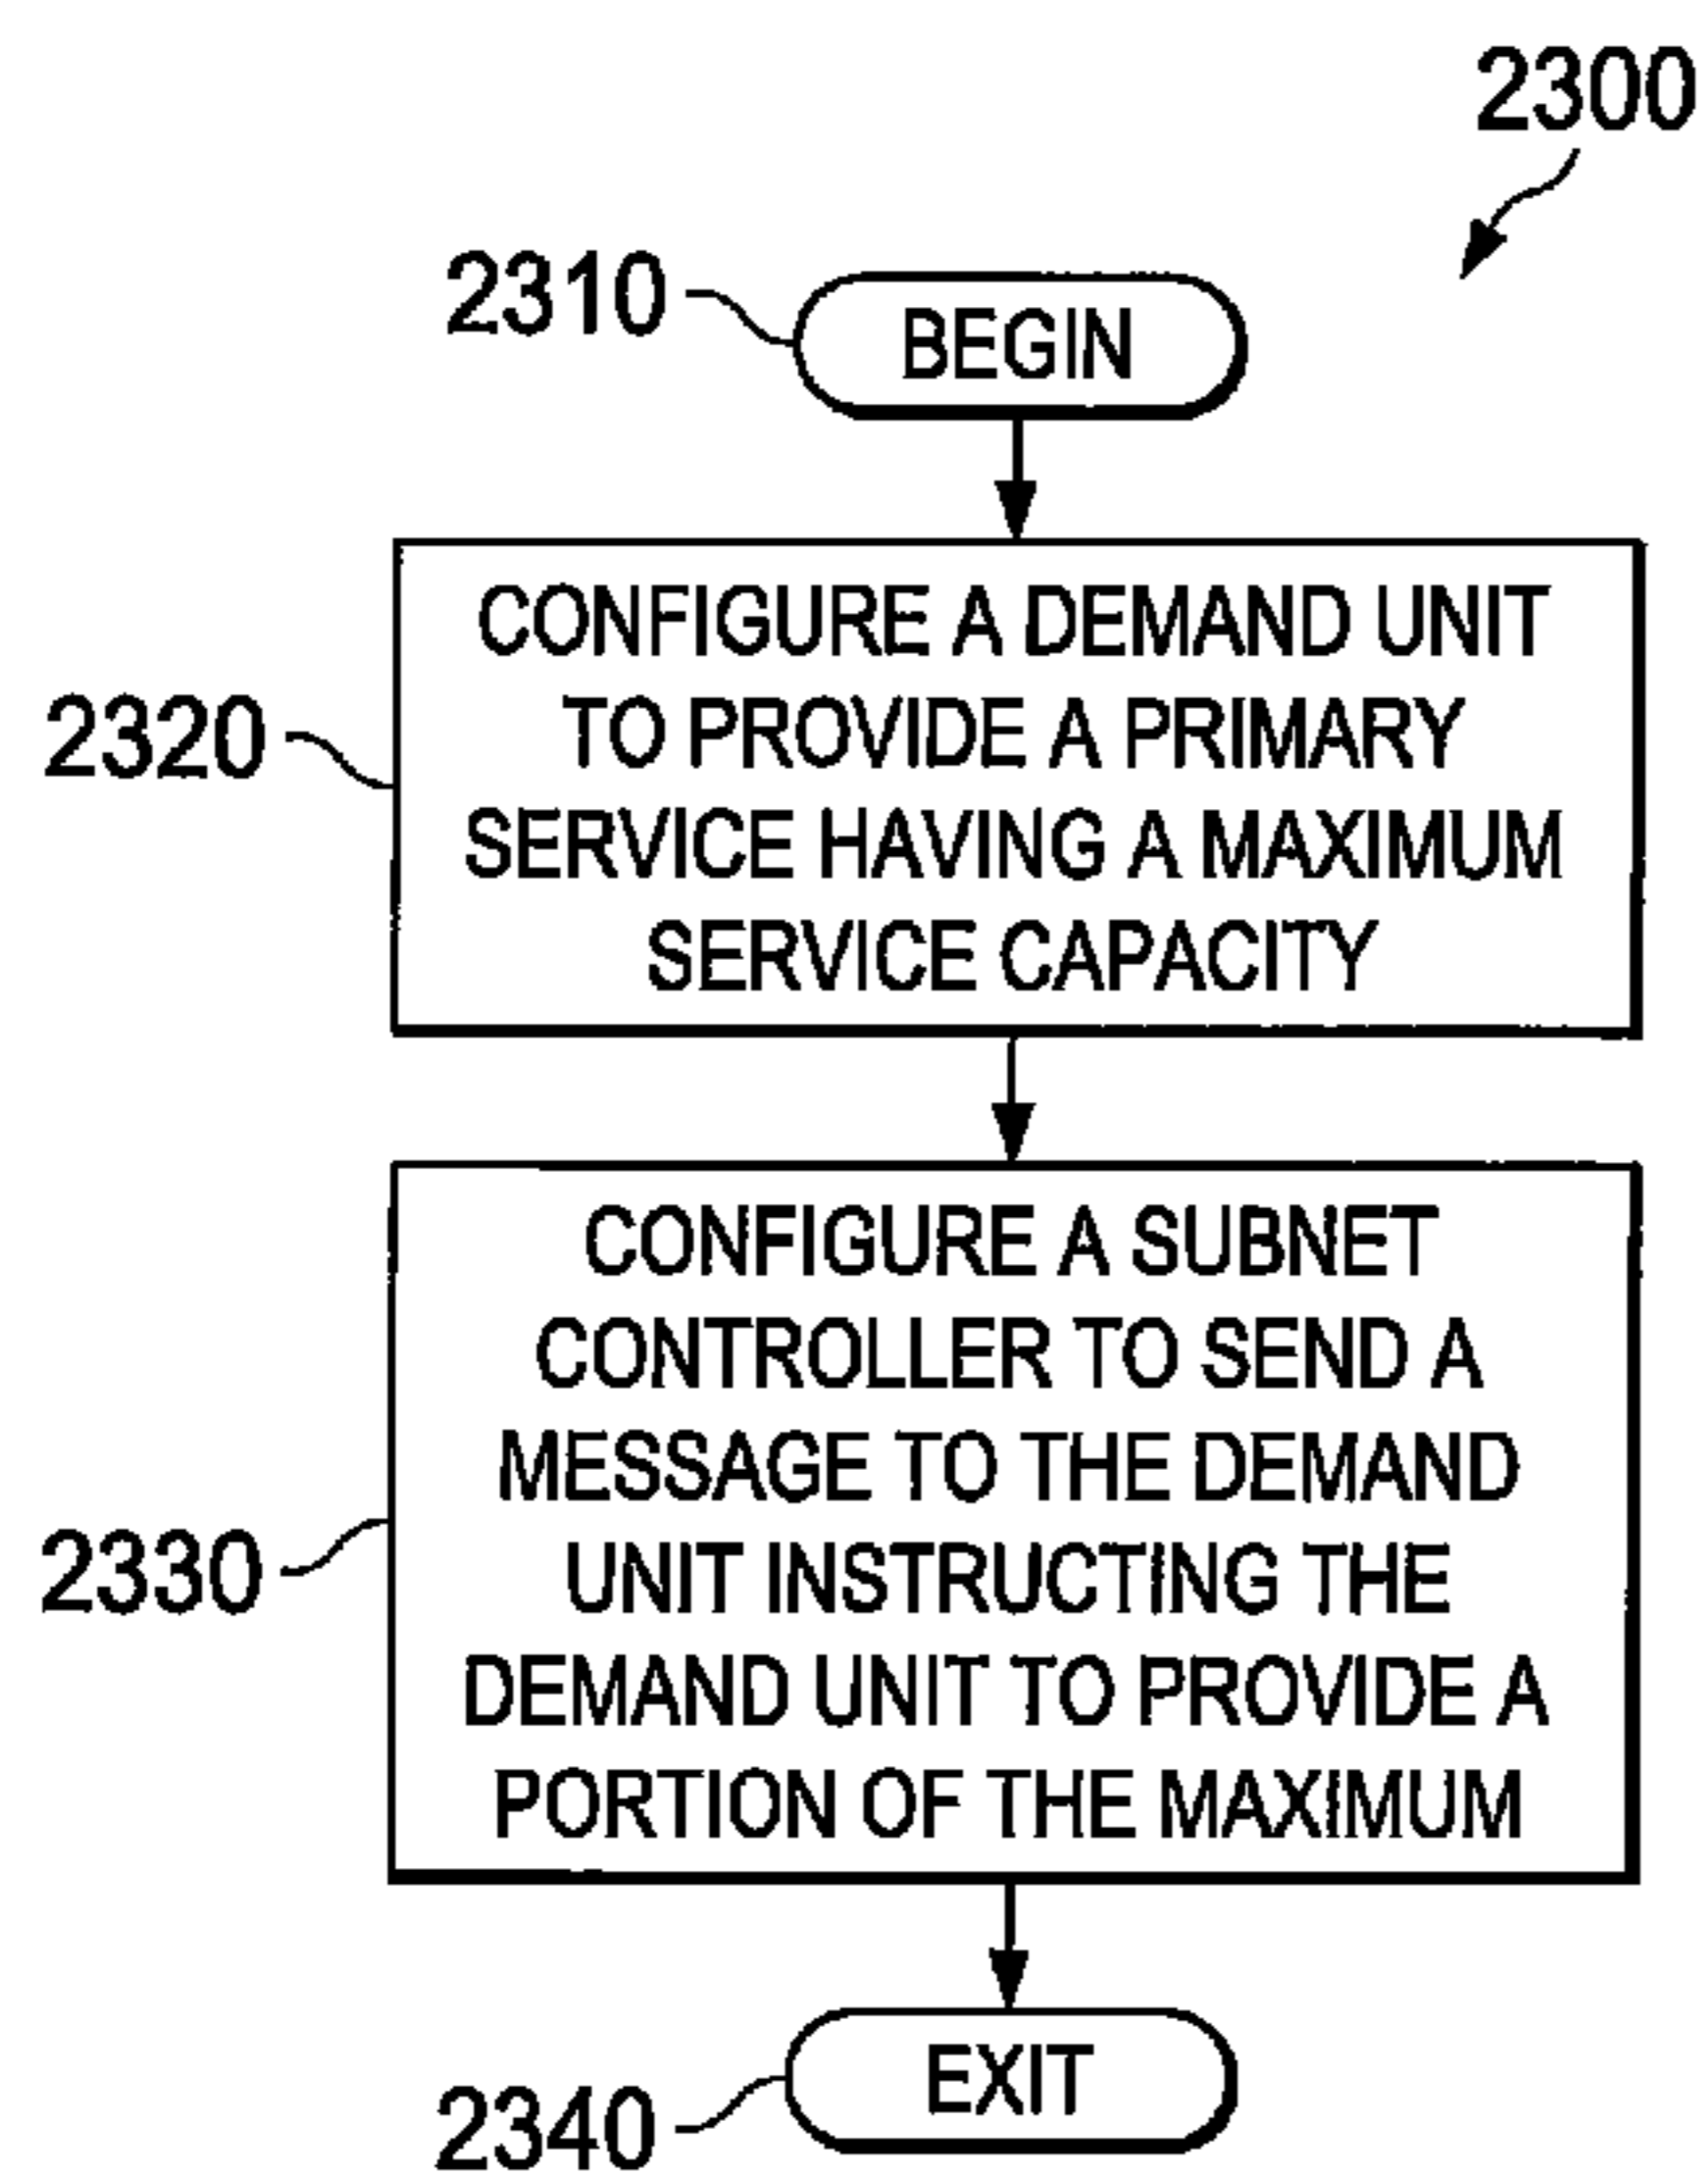 2300
2310
BEGIN
2320
CONFIGURE A DEMAND UNIT
TO PROVIDE A PRIMARY
SERVICE HAVING A MAXIMUM
SERVICE CAPACITY
2330
CONFIGURE A SUBNET
CONTROLLER TO SEND A
MESSAGE TO THE DEMAND
UNIT INSTRUCTING THE
DEMAND UNIT TO PROVIDE A
PORTION OF THE MAXIMUM
2340
EXIT